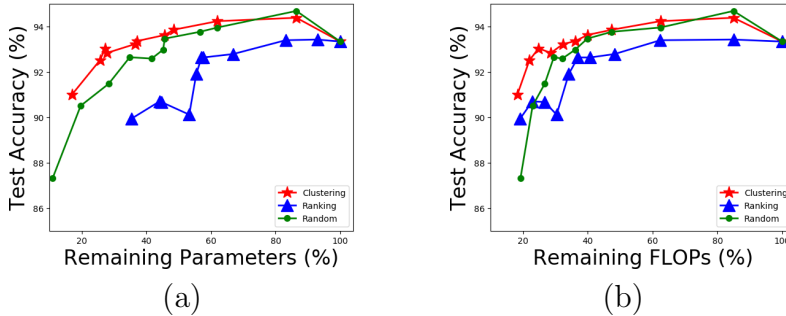 Test Accuracy (%)
94
92
90
88
86
20 40 60 80 100
Remaining Parameters (%)
Clustering
Ranking
Random
(a)
Test Accuracy (%)
94
92
90
88
86
20 40 60 80 100
Remaining FLOPs (%)
Clustering
Ranking
Random
(b)